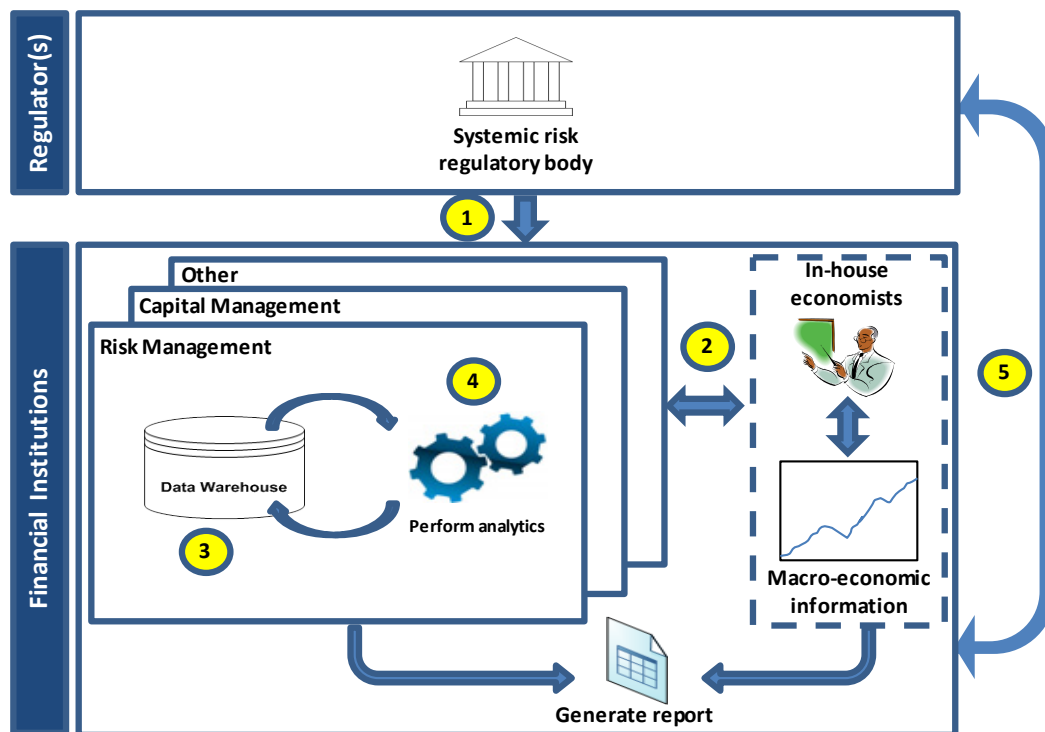 Regulator(s)
Systemic risk
regulatory body
1
Financial Institutions
Other
Capital Management
Risk Management
4
Data Warehouse
Perform analytics
3
2
In-house
economists
Macro-economic
information
5
Generate report